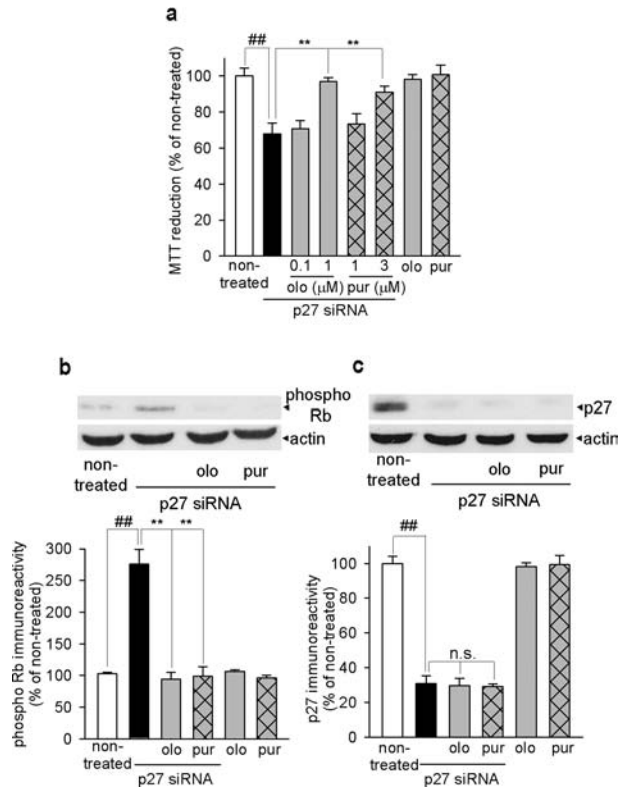 a
##
**
**
MTT reduction (% of non-treated)
100
80
60
40
20
0
non-
treated
0.1
1
1
3
olo
pur
olo (μM) pur (μM)
p27 siRNA
b
phospho
Rb
actin
non-
treated
olo
pur
p27 siRNA
##
**
**
phospho Rb immunoreactivity
(% of non-treated)
300
250
200
150
100
50
0
non-
treated
olo
pur
olo
pur
p27 siRNA
c
p27
actin
non-
treated
olo
pur
p27 siRNA
##
n.s.
p27 immunoreactivity
(% of non-treated)
100
80
60
40
20
0
non-
treated
olo
pur
olo
pur
p27 siRNA